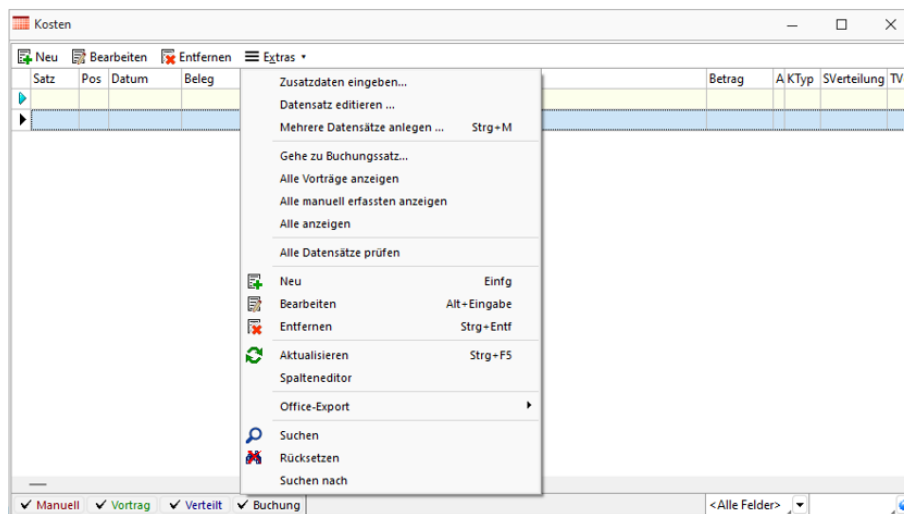 Kosten
Neu Bearbeiten Entfernen Extras
Satz Pos Datum Beleg Betrag A KTyp SVerteilung TV
Zusatzdaten eingeben...
Datensatz editieren ...
Mehrere Datensätze anlegen ... Strg+M
Gehe zu Buchungssatz...
Alle Vorträge anzeigen
Alle manuell erfassten anzeigen
Alle anzeigen
Alle Datensätze prüfen
Neu Einfg
Bearbeiten Alt+Eingabe
Entfernen Strg+Entf
Aktualisieren Strg+F5
Spalteneditor
Office-Export
Suchen
Rücksetzen
Suchen nach
Manuell Vortrag Verteilt Buchung <Alle Felder>